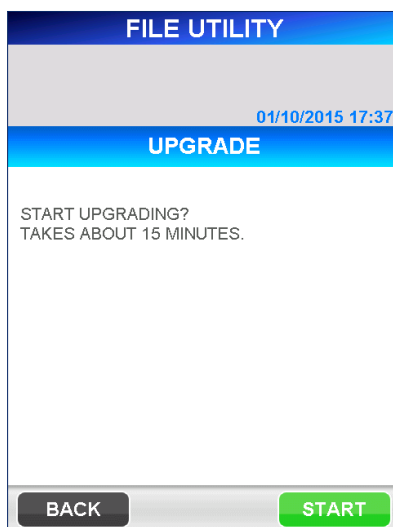 FILE UTILITY
01/10/2015 17:37
UPGRADE
START UPGRADING?
TAKES ABOUT 15 MINUTES.
BACK
START